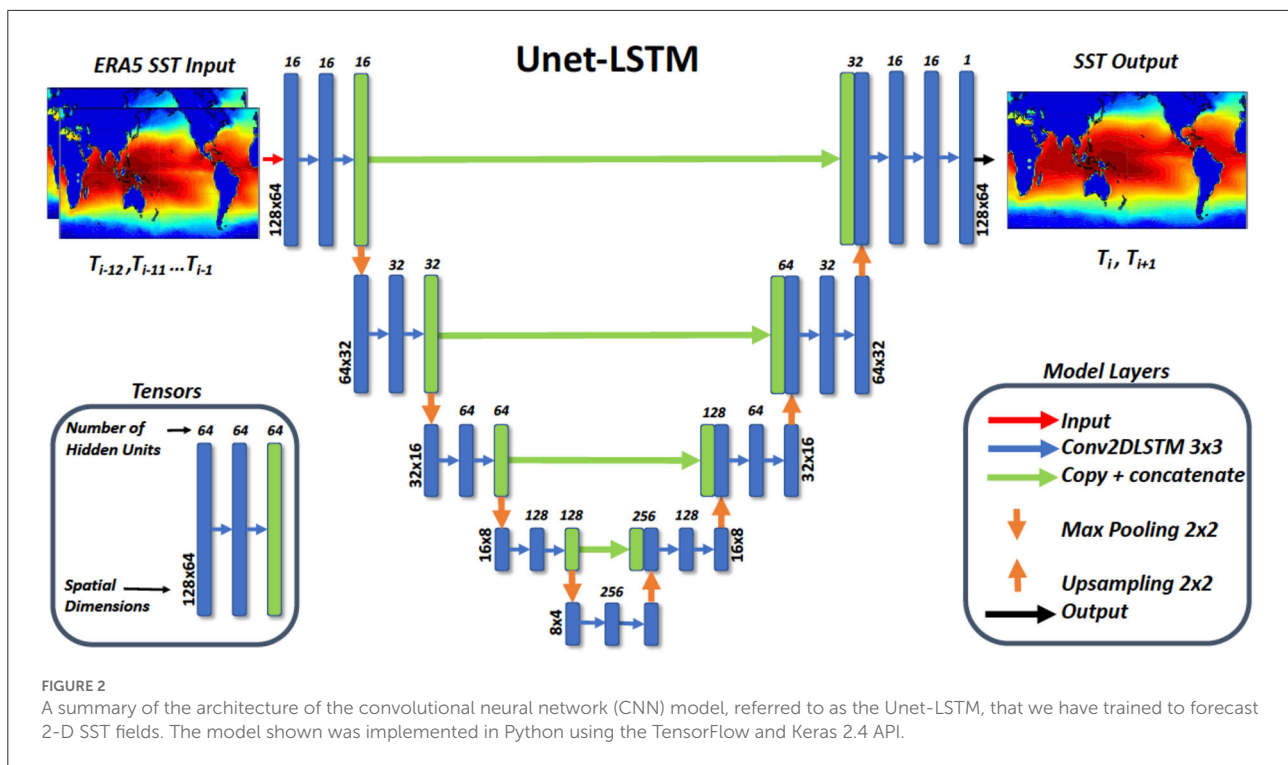 Unet-LSTM
ERA5 SST Input
16 16 16
128x64
T i-12, T i-11 ... T i-1
32 16 16 1
SST Output
128x64
T i, T i+1
32 32
64x32
64 32
64x32
64 64
32x16
128 64
32x16
128 128
16x8
256 128
16x8
256
8x4
Tensors
Number of Hidden Units
64 64 64
128x64
Spatial Dimensions
Model Layers
Input
Conv2DLSTM 3x3
Copy + concatenate
Max Pooling 2x2
Upsampling 2x2
Output
FIGURE 2
A summary of the architecture of the convolutional neural network (CNN) model, referred to as the Unet-LSTM, that we have trained to forecast
2-D SST fields. The model shown was implemented in Python using the TensorFlow and Keras 2.4 API.